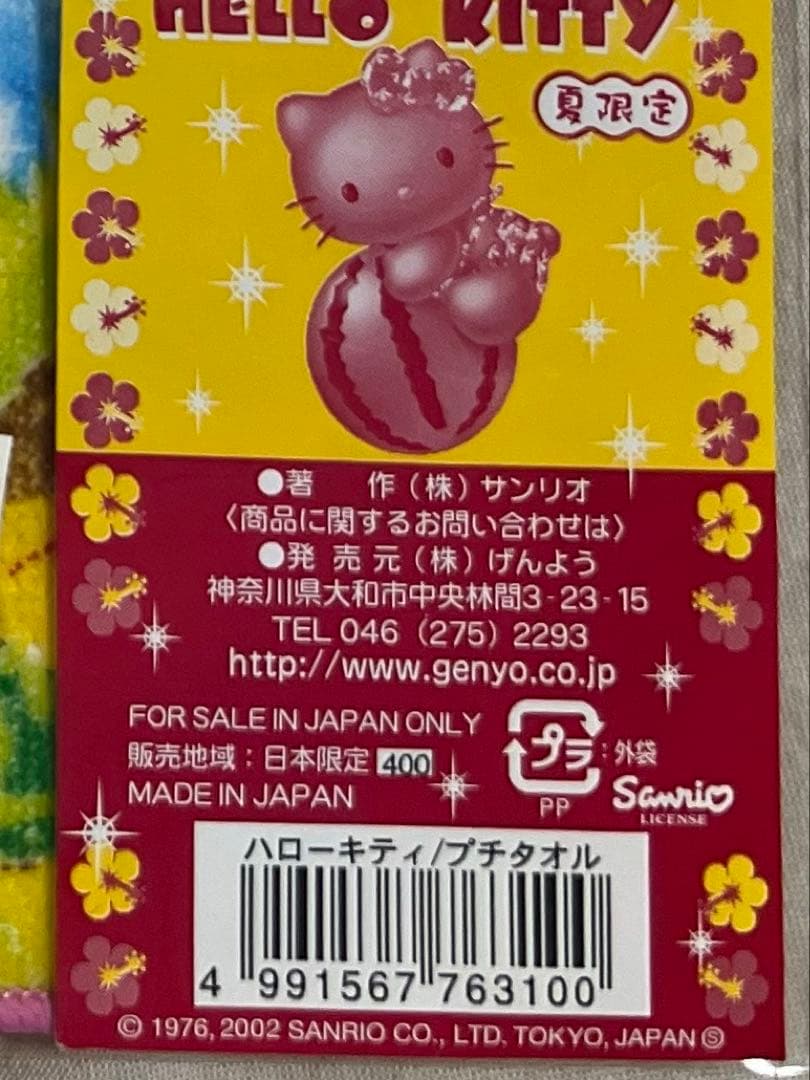 HELLO KITTY
夏限定
●著 作(株)サンリオ
〈商品に関するお問い合わせは〉
●発売元(株)げんよう
神奈川県大和市中央林間3-23-15
TEL 046(275)2293
http://www.genyo.co.jp
FOR SALE IN JAPAN ONLY
販売地域:日本限定 400
MADE IN JAPAN
プラ:外袋
PP
Sanrio
LICENSE
ハローキティ/プチタオル
4 991567 763100
© 1976, 2002 SANRIO CO., LTD. TOKYO, JAPAN Ⓢ